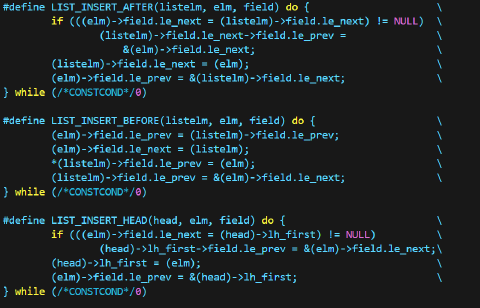 #define LIST_INSERT_AFTER(listelm, elm, field) do { \
if (((elm)->field.le_next = (listelm)->field.le_next) != NULL) \
(listelm)->field.le_next->field.le_prev = \
&(elm)->field.le_next; \
(listelm)->field.le_next = (elm); \
(elm)->field.le_prev = &(listelm)->field.le_next; \
} while (/*CONSTCOND*/0)
#define LIST_INSERT_BEFORE(listelm, elm, field) do { \
(elm)->field.le_prev = (listelm)->field.le_prev; \
(elm)->field.le_next = (listelm); \
*(listelm)->field.le_prev = (elm); \
(listelm)->field.le_prev = &(elm)->field.le_next; \
} while (/*CONSTCOND*/0)
#define LIST_INSERT_HEAD(head, elm, field) do { \
if (((elm)->field.le_next = (head)->lh_first) != NULL) \
(head)->lh_first->field.le_prev = &(elm)->field.le_next;\
(head)->lh_first = (elm); \
(elm)->field.le_prev = &(head)->lh_first; \
} while (/*CONSTCOND*/0)